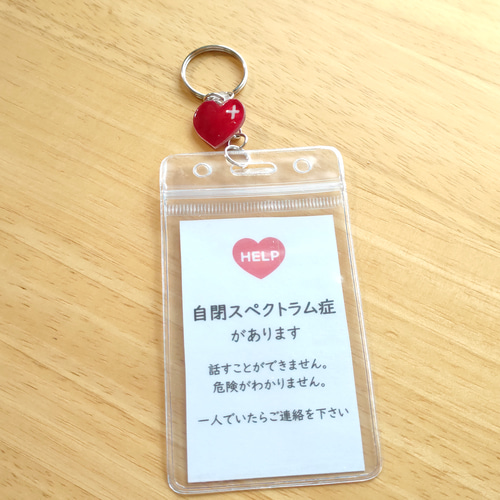 HELP
自閉スペクトラム症
があります
話すことができません。
危険がわかりません。
一人でいたらご連絡を下さい